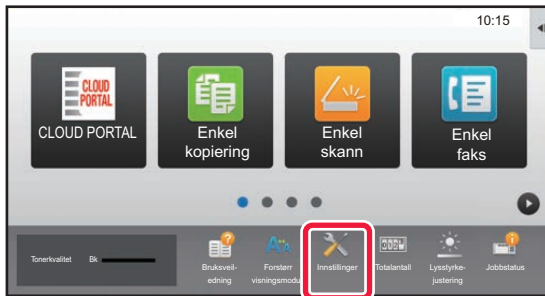 10:15
CLOUD
PORTAL
CLOUD PORTAL
Enkel
kopiering
Enkel
skann
Enkel
faks
Tonerkvalitet
Bk
Bruksveil-
edning
Forstørr
visningsmodus
Innstillinger
Totalantall
Lysstyrke-
justering
Jobbstatus